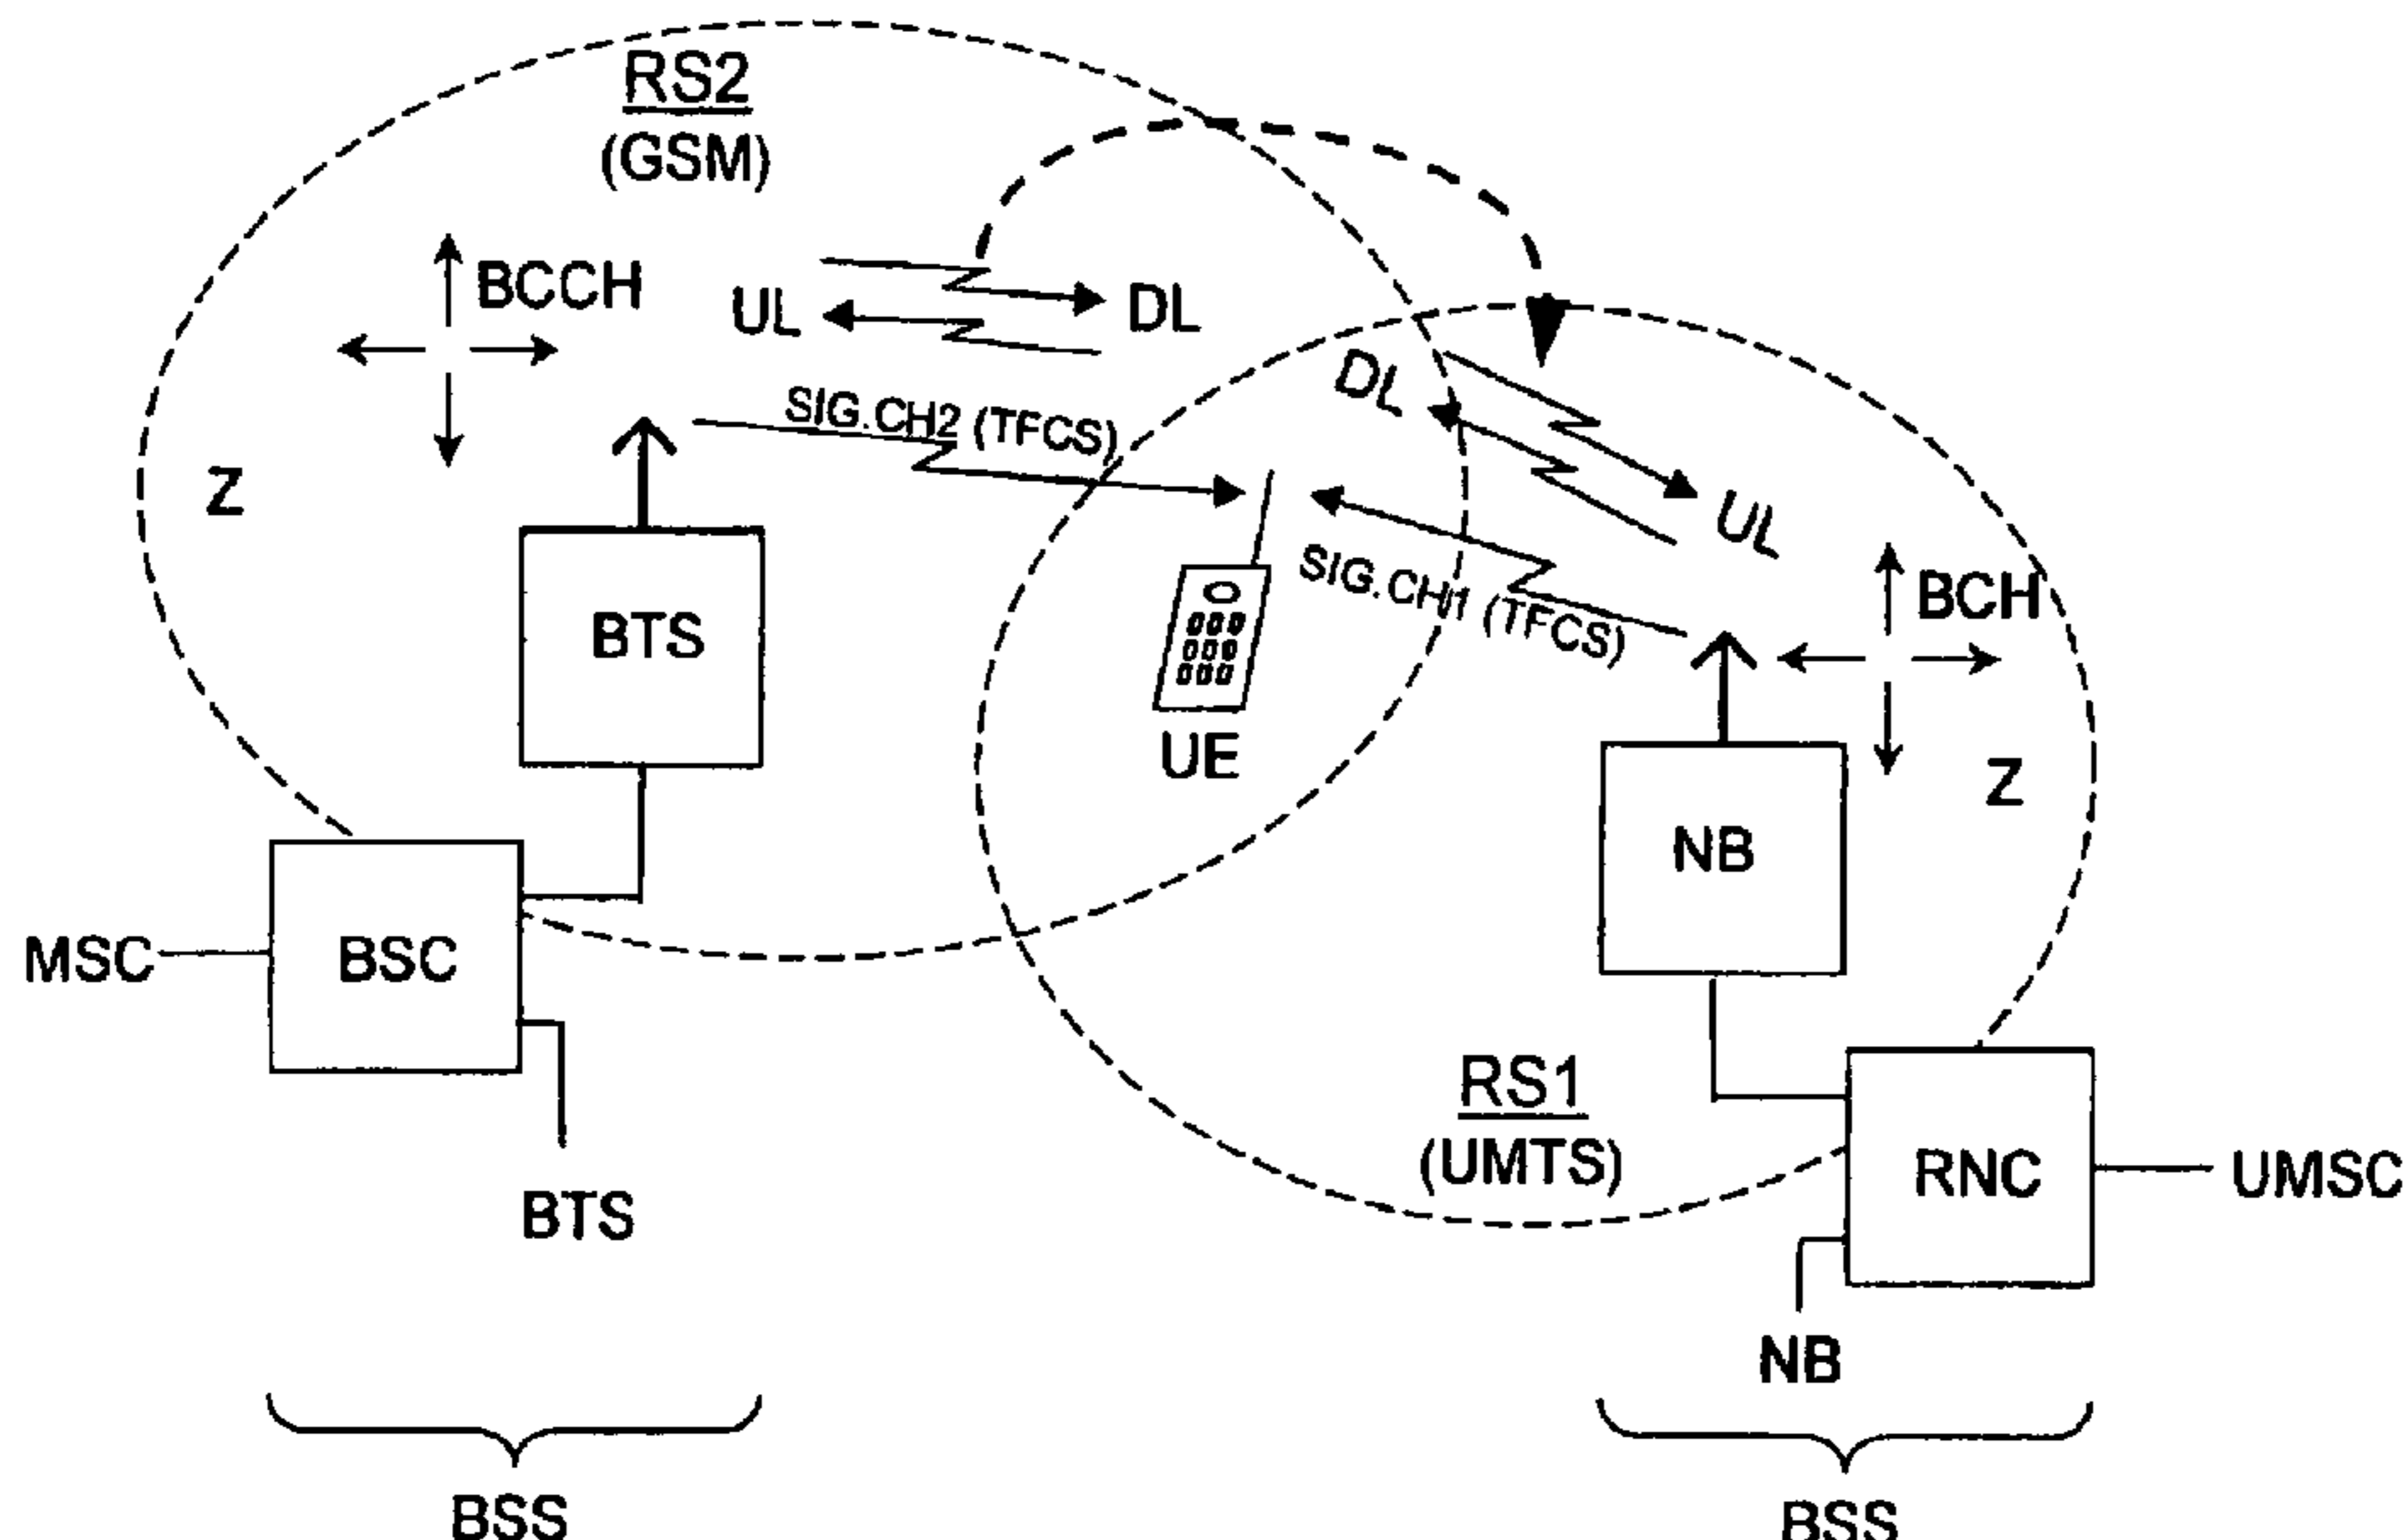 RS2
(GSM)
BCCH
UL
DL
DL
SIG.CH2 (TFCS)
Z
UL
SIG.CH1 (TFCS)
BCH
BTS
UE
Z
NB
MSC
BSC
RS1
(UMTS)
RNC
UMSC
BTS
NB
BSS
BSS